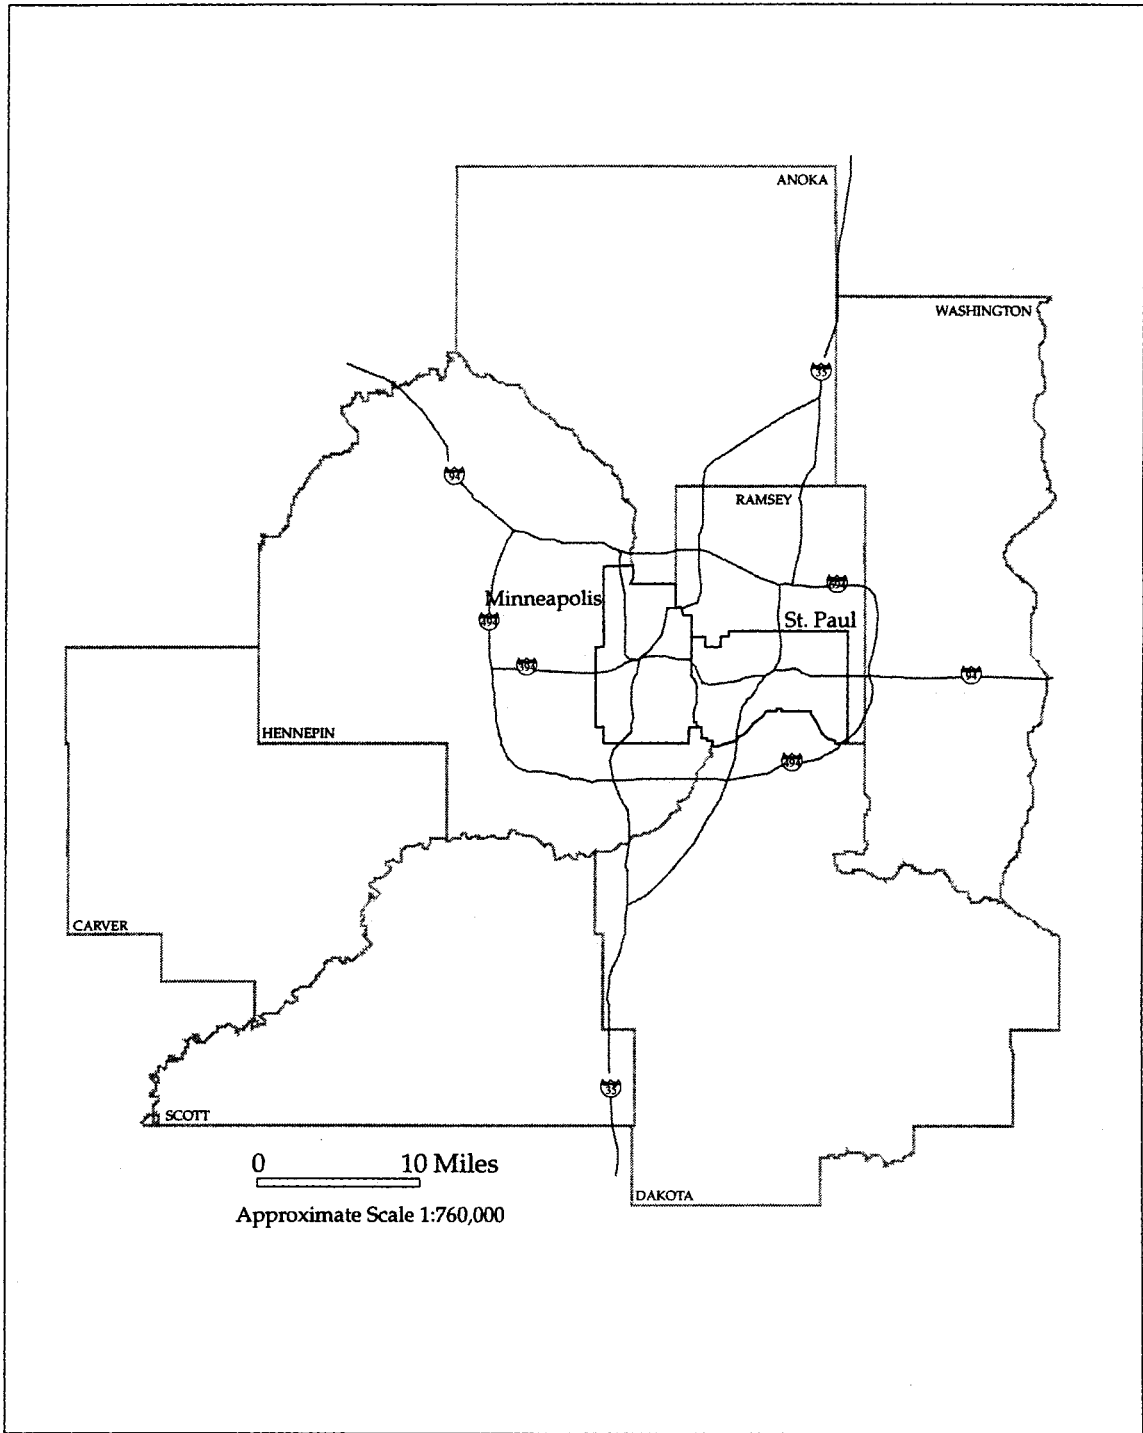 ANOKA
WASHINGTON
35
94
RAMSEY
694
Minneapolis
St. Paul
494
394
94
HENNEPIN
494
CARVER
35
SCOTT
0 10 Miles
DAKOTA
Approximate Scale 1:760,000